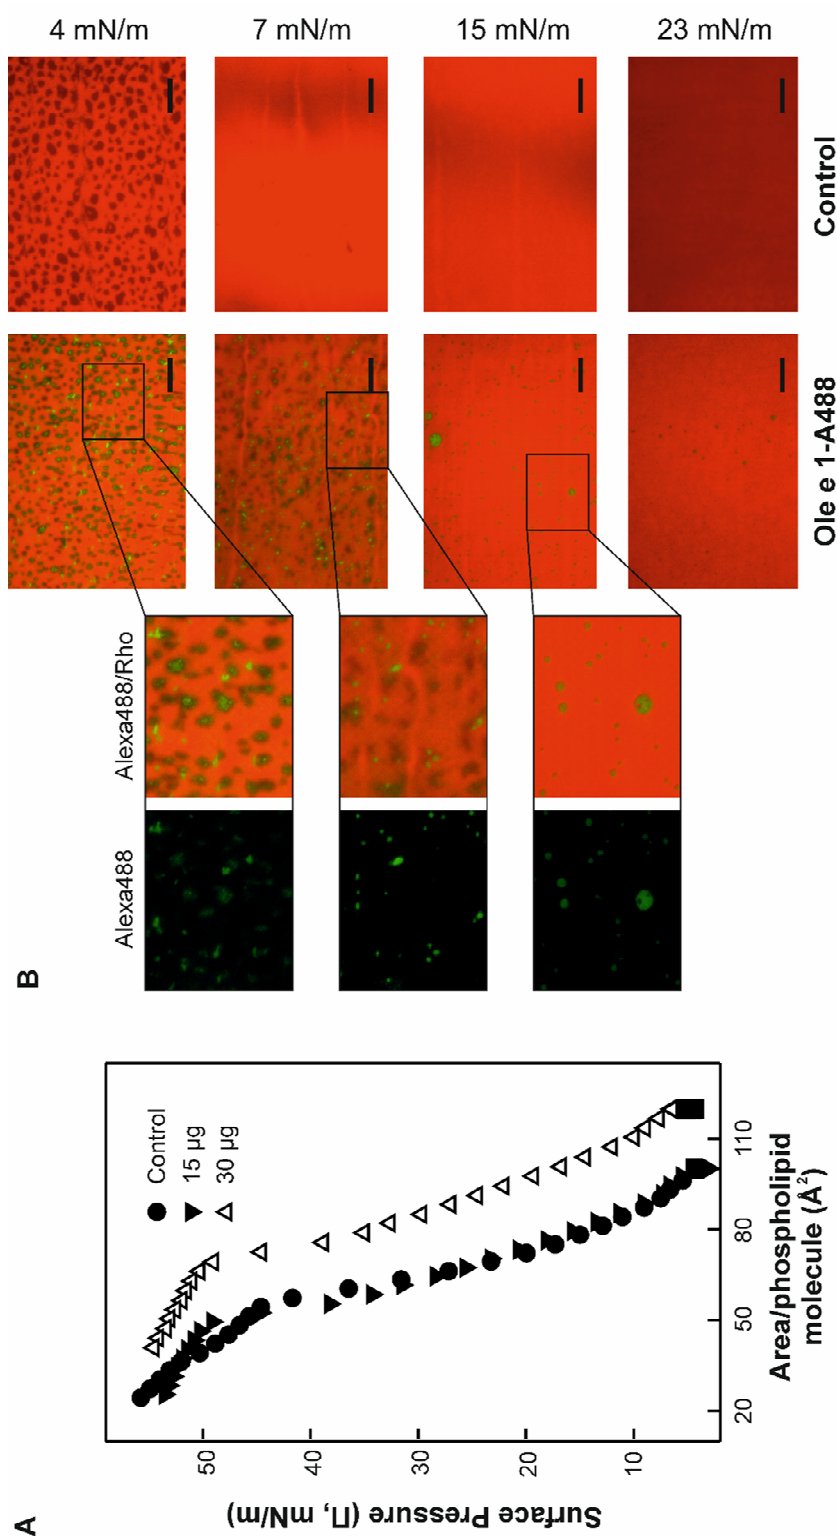 A
Surface Pressure (Π, mN/m)
50
40
30
20
10
20
50
80
110
Area/phospholipid
molecule (Å²)
Control
15 µg
30 µg
B
Alexa488
Alexa488/Rho
4 mN/m
7 mN/m
15 mN/m
23 mN/m
Ole e 1-A488
Control